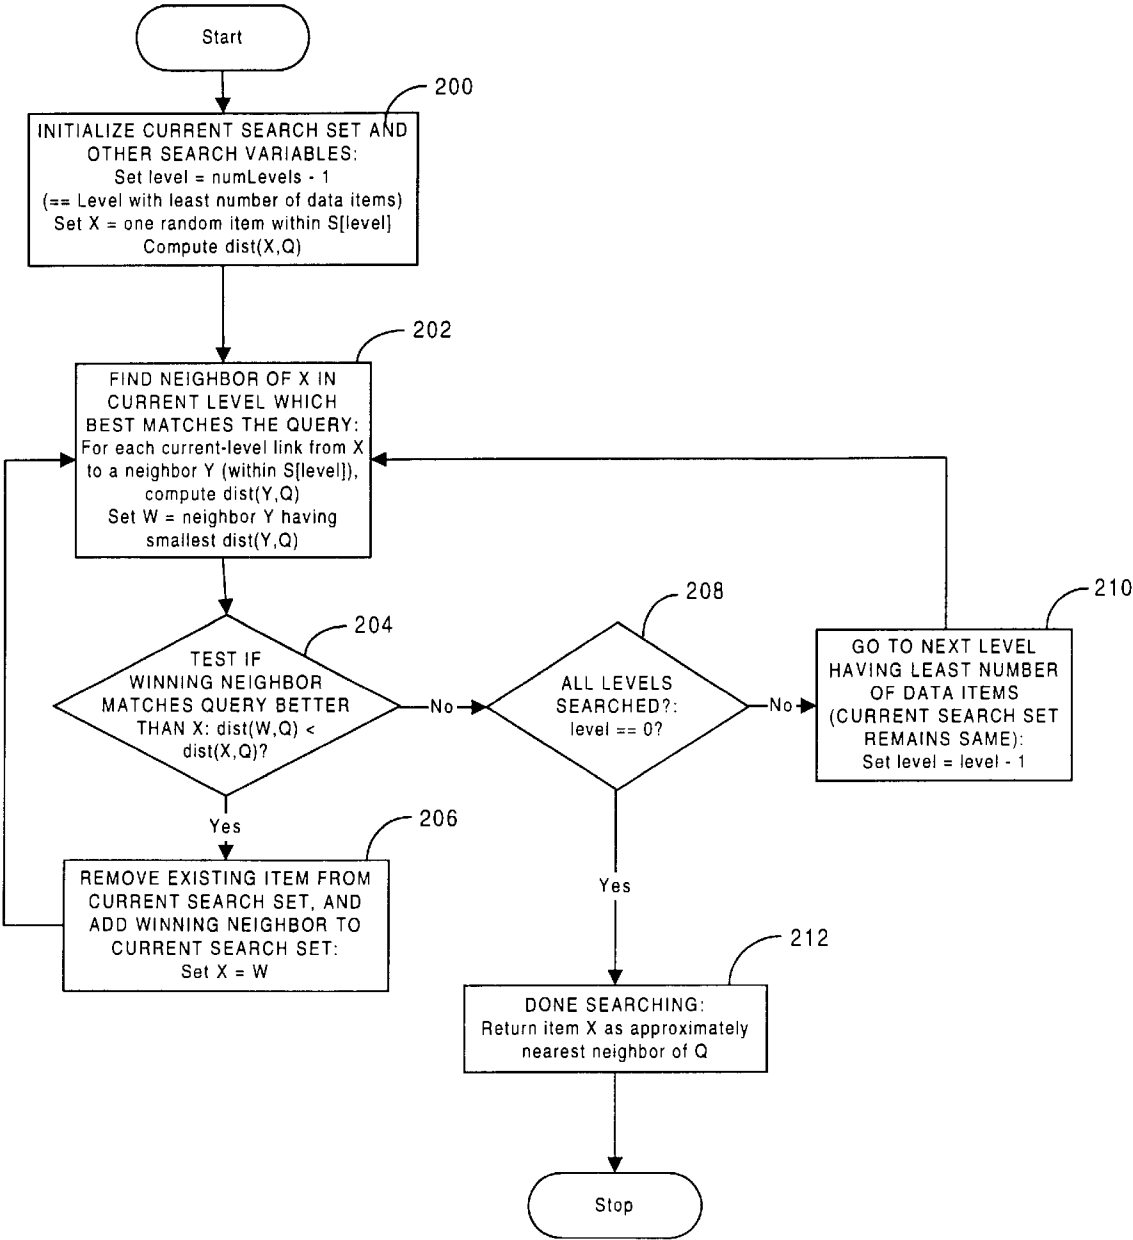 Start
200
INITIALIZE CURRENT SEARCH SET AND
OTHER SEARCH VARIABLES:
Set level = numLevels - 1
(== Level with least number of data items)
Set X = one random item within S[level]
Compute dist(X,Q)
202
FIND NEIGHBOR OF X IN
CURRENT LEVEL WHICH
BEST MATCHES THE QUERY:
For each current-level link from X
to a neighbor Y (within S[level]),
compute dist(Y,Q)
Set W = neighbor Y having
smallest dist(Y,Q)
204
TEST IF
WINNING NEIGHBOR
MATCHES QUERY BETTER
THAN X: dist(W,Q) <
dist(X,Q)?
No
Yes
206
REMOVE EXISTING ITEM FROM
CURRENT SEARCH SET, AND
ADD WINNING NEIGHBOR TO
CURRENT SEARCH SET:
Set X = W
208
ALL LEVELS
SEARCHED?:
level == 0?
No
Yes
210
GO TO NEXT LEVEL
HAVING LEAST NUMBER
OF DATA ITEMS
(CURRENT SEARCH SET
REMAINS SAME):
Set level = level - 1
212
DONE SEARCHING:
Return item X as approximately
nearest neighbor of Q
Stop